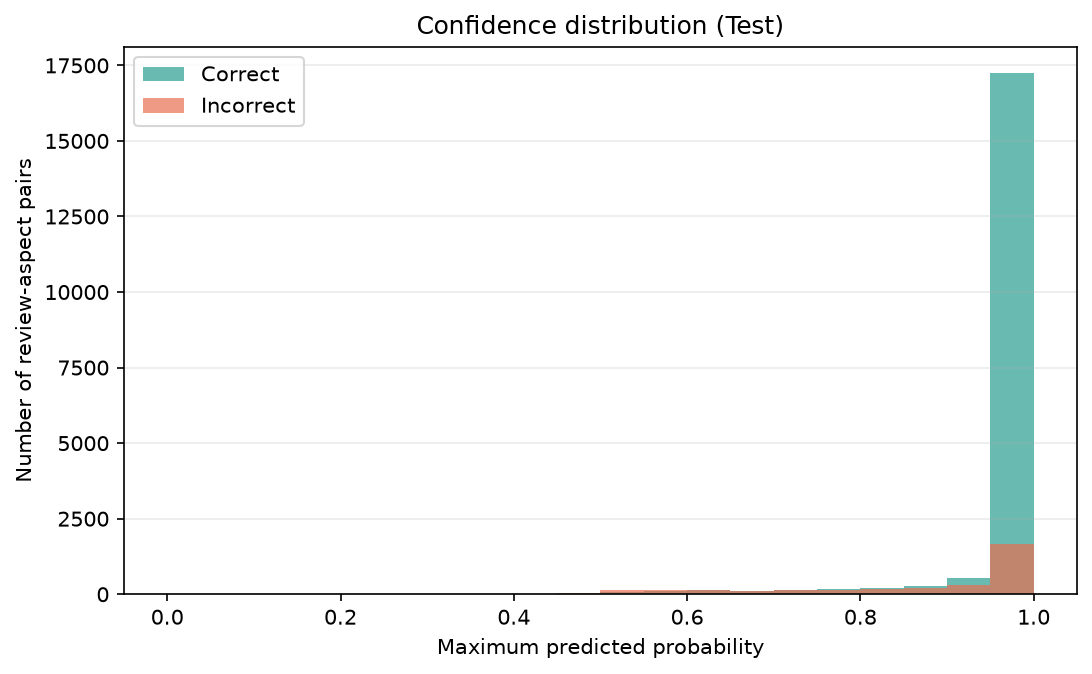 Confidence distribution (Test)
Correct
Incorrect
Number of review-aspect pairs
17500
15000
12500
10000
7500
5000
2500
0
0.0 0.2 0.4 0.6 0.8 1.0
Maximum predicted probability